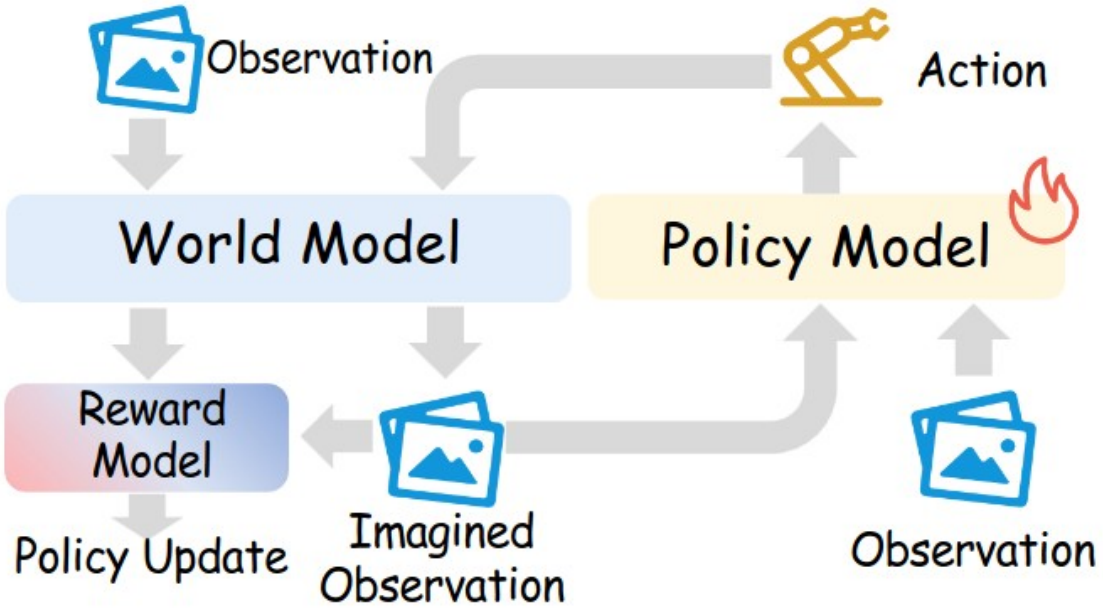 Observation
Action
World Model
Policy Model
Reward
Model
Policy Update
Imagined
Observation
Observation